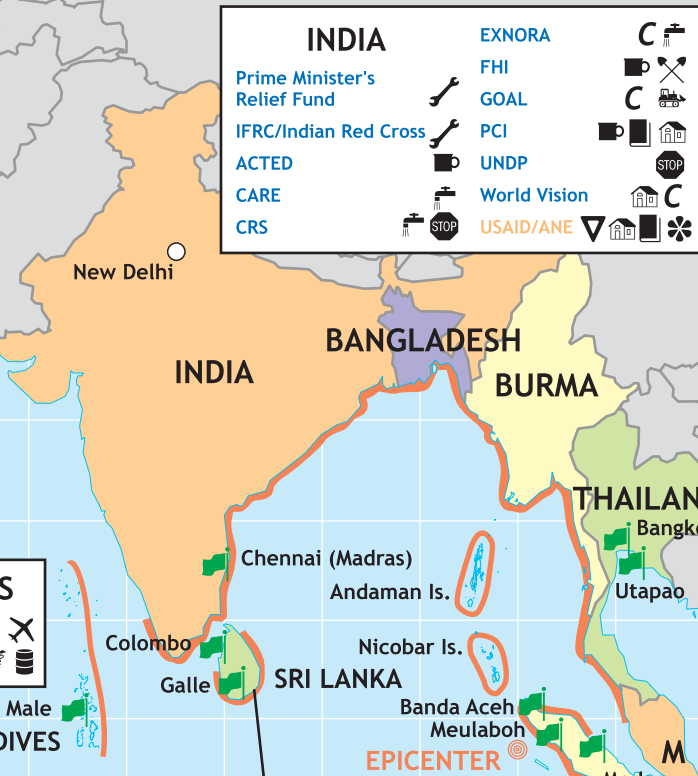 INDIA
Prime Minister's
Relief Fund
IFRC/Indian Red Cross
ACTED
CARE
CRS
STOP
EXNORA C
FHI
GOAL C
PCI
UNDP STOP
World Vision C
USAID/ANE
New Delhi
INDIA
BANGLADESH
BURMA
THAILAN
Bangk
Utapao
Chennai (Madras)
Andaman Is.
S
Colombo
Nicobar Is.
Galle
SRI LANKA
Male
DIVES
Banda Aceh
Meulaboh
EPICENTER
M